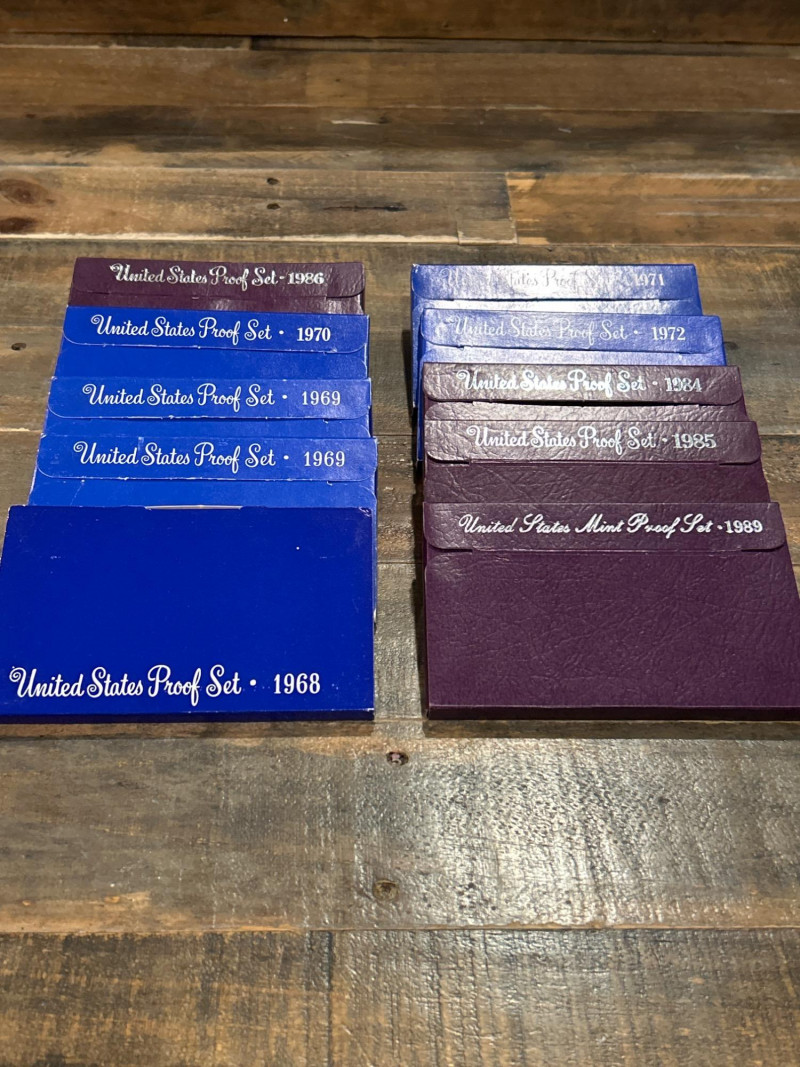 United States Proof Set - 1986
United States Proof Set • 1970
United States Proof Set • 1969
United States Proof Set • 1969
United States Proof Set • 1968
United States Proof Set • 1971
United States Proof Set • 1972
United States Proof Set • 1984
United States Proof Set • 1985
United States Mint Proof Set • 1989